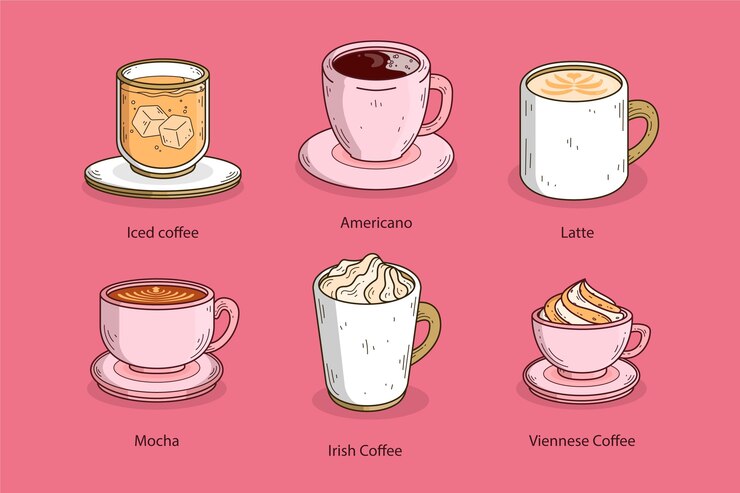 Iced coffee
Americano
Latte
Mocha
Irish Coffee
Viennese Coffee